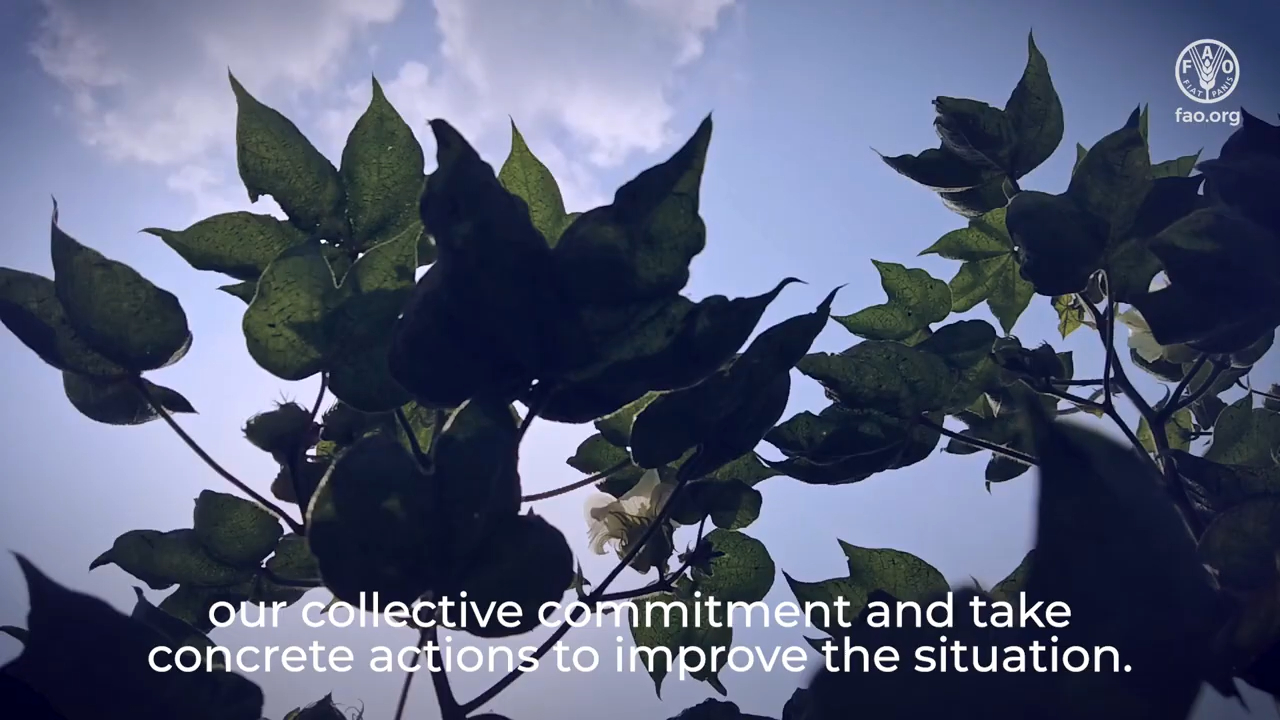 F A O
FIAT PANIS
fao.org
our collective commitment and take
concrete actions to improve the situation.